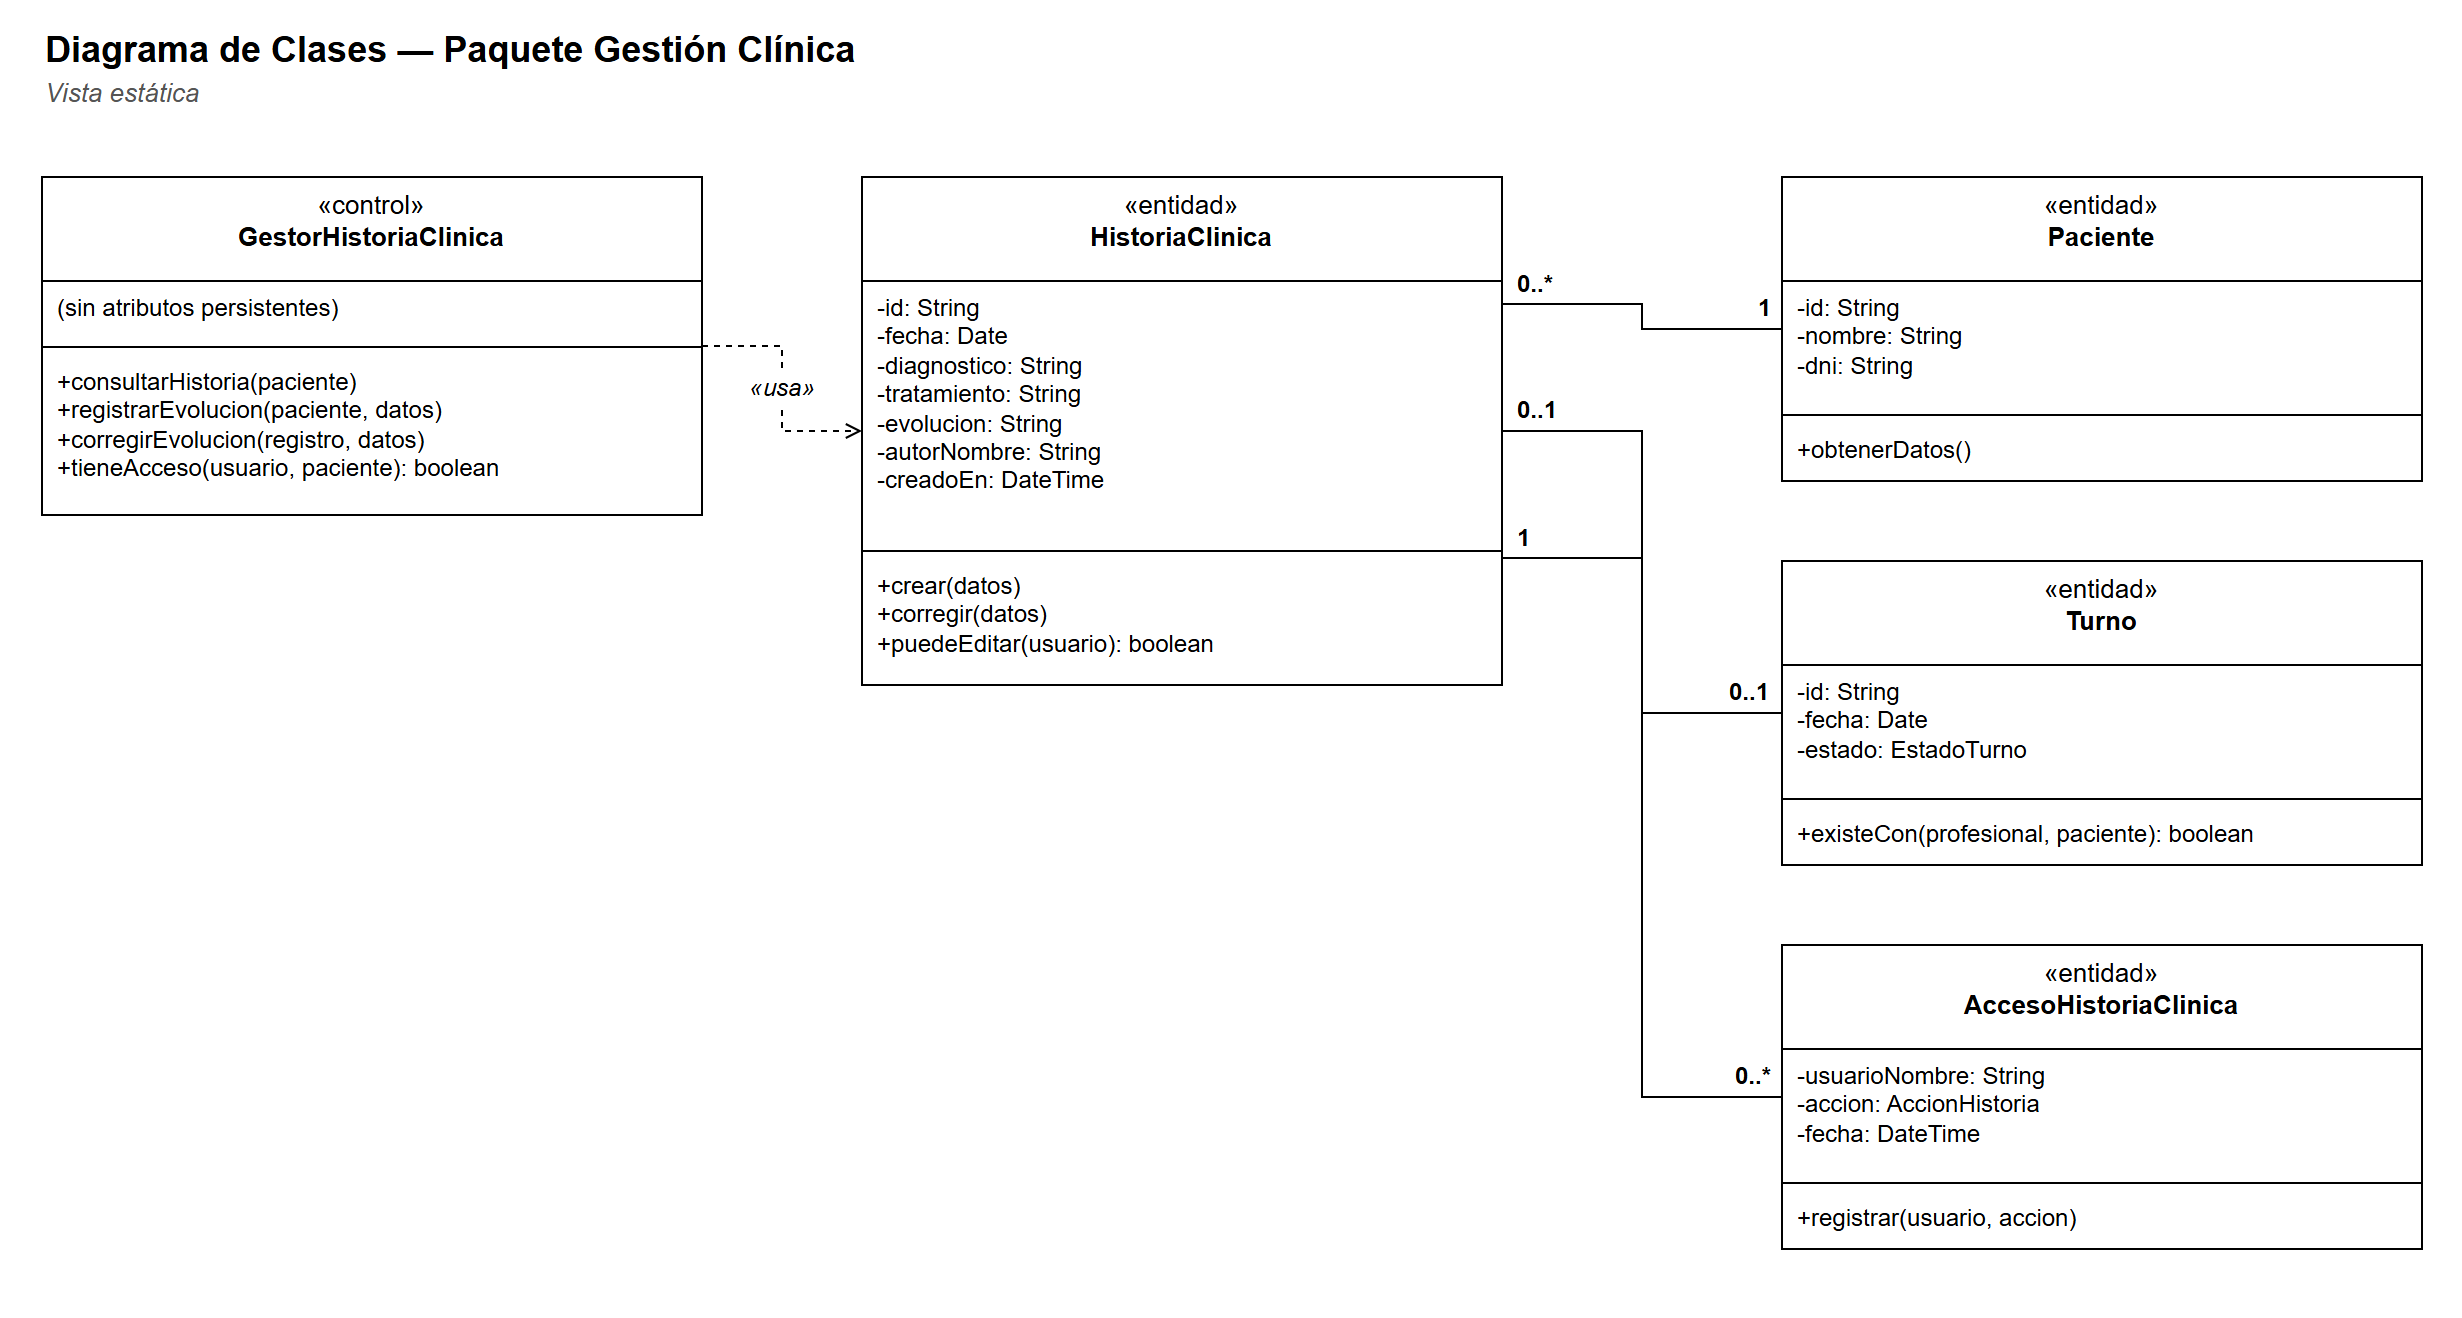 Diagrama de Clases — Paquete Gestión Clínica
Vista estática
«control»
GestorHistoriaClinica
(sin atributos persistentes)
+consultarHistoria(paciente)
+registrarEvolucion(paciente, datos)
+corregirEvolucion(registro, datos)
+tieneAcceso(usuario, paciente): boolean
«usa»
«entidad»
HistoriaClinica
-id: String
-fecha: Date
-diagnostico: String
-tratamiento: String
-evolucion: String
-autorNombre: String
-creadoEn: DateTime
+crear(datos)
+corregir(datos)
+puedeEditar(usuario): boolean
0..*
1
0..1
1
0..1
0..*
«entidad»
Paciente
-id: String
-nombre: String
-dni: String
+obtenerDatos()
«entidad»
Turno
-id: String
-fecha: Date
-estado: EstadoTurno
+existeCon(profesional, paciente): boolean
«entidad»
AccesoHistoriaClinica
-usuarioNombre: String
-accion: AccionHistoria
-fecha: DateTime
+registrar(usuario, accion)